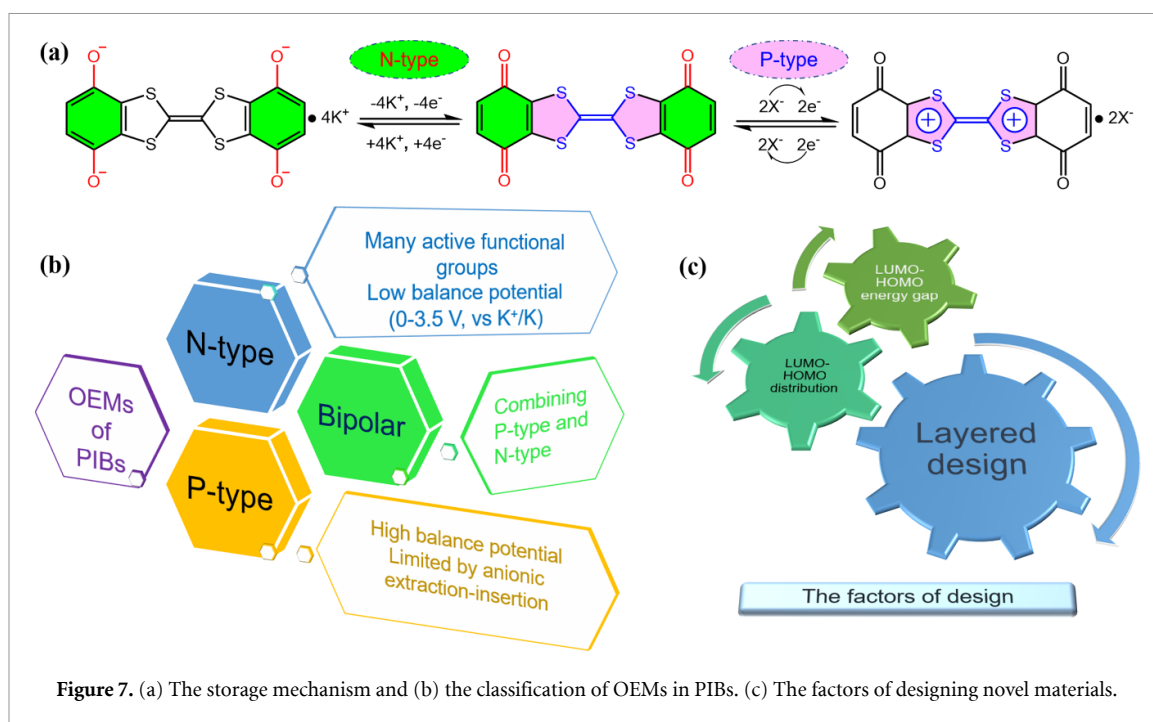 (a)
N-type
P-type
O⁻ O⁻ O O O O
S S S S S S
• 4K⁺ -4K⁺, -4e⁻ 2X⁻ 2e⁻ + + • 2X⁻
+4K⁺, +4e⁻ 2X⁻ 2e⁻
S S S S S S
O⁻ O⁻ O O O O
(b)
Many active functional
groups
Low balance potential
(0-3.5 V, vs K⁺/K)
N-type
OEMs
of
PIBs
Bipolar
Combining
P-type and
N-type
P-type
High balance potential
Limited by anionic
extraction-insertion
(c)
LUMO-
HOMO
energy gap
LUMO-
HOMO
distribution
Layered
design
The factors of design
Figure 7. (a) The storage mechanism and (b) the classification of OEMs in PIBs. (c) The factors of designing novel materials.